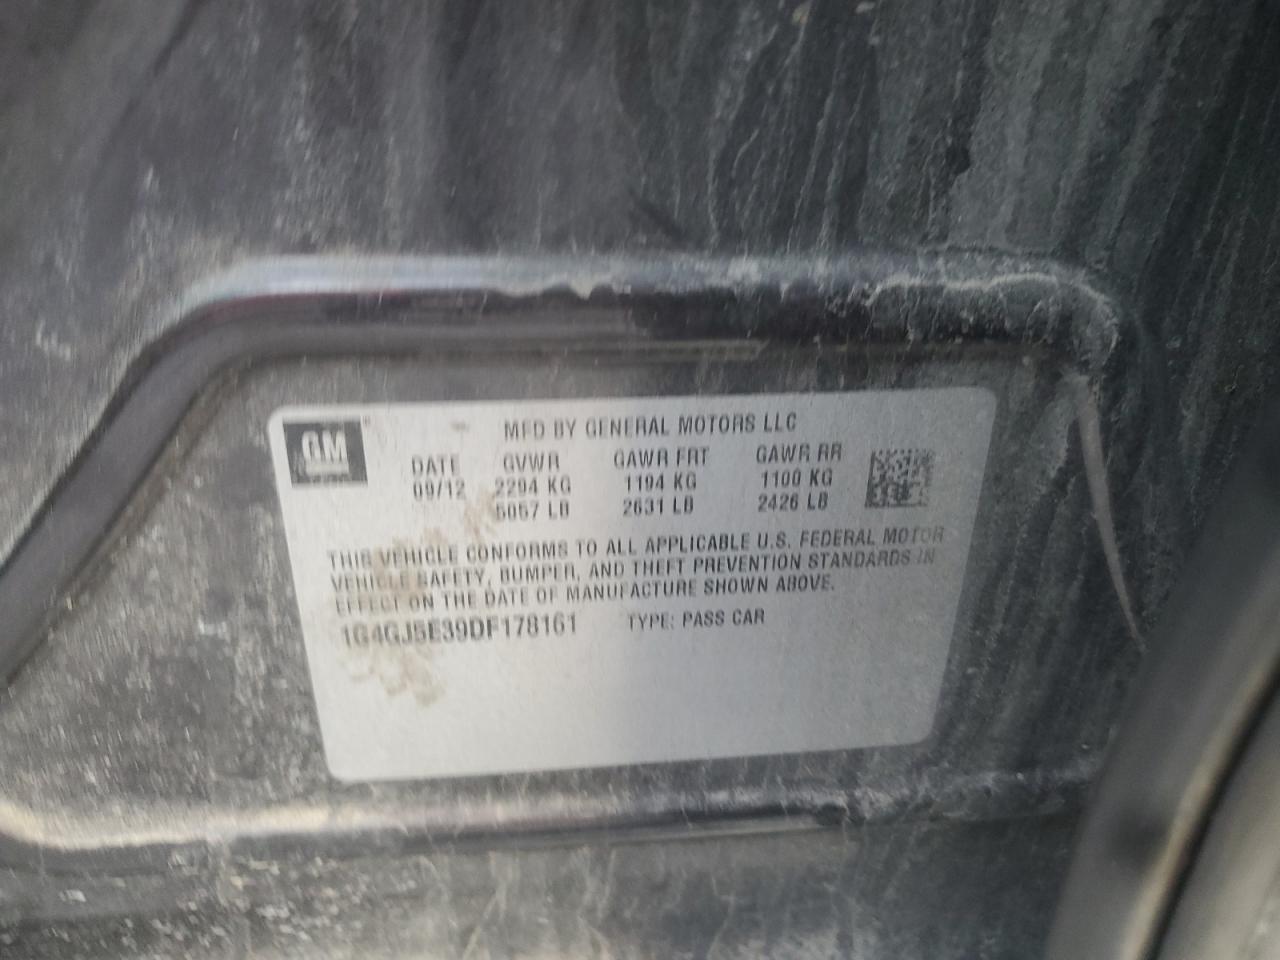 GM
MFD BY GENERAL MOTORS LLC
DATE GVWR GAWR FRT GAWR RR
09/12 2294 KG 1194 KG 1100 KG
5057 LB 2631 LB 2426 LB
THIS VEHICLE CONFORMS TO ALL APPLICABLE U.S. FEDERAL MOTOR
VEHICLE SAFETY, BUMPER, AND THEFT PREVENTION STANDARDS IN
EFFECT ON THE DATE OF MANUFACTURE SHOWN ABOVE.
1G4GJ5E39DF178161 TYPE: PASS CAR